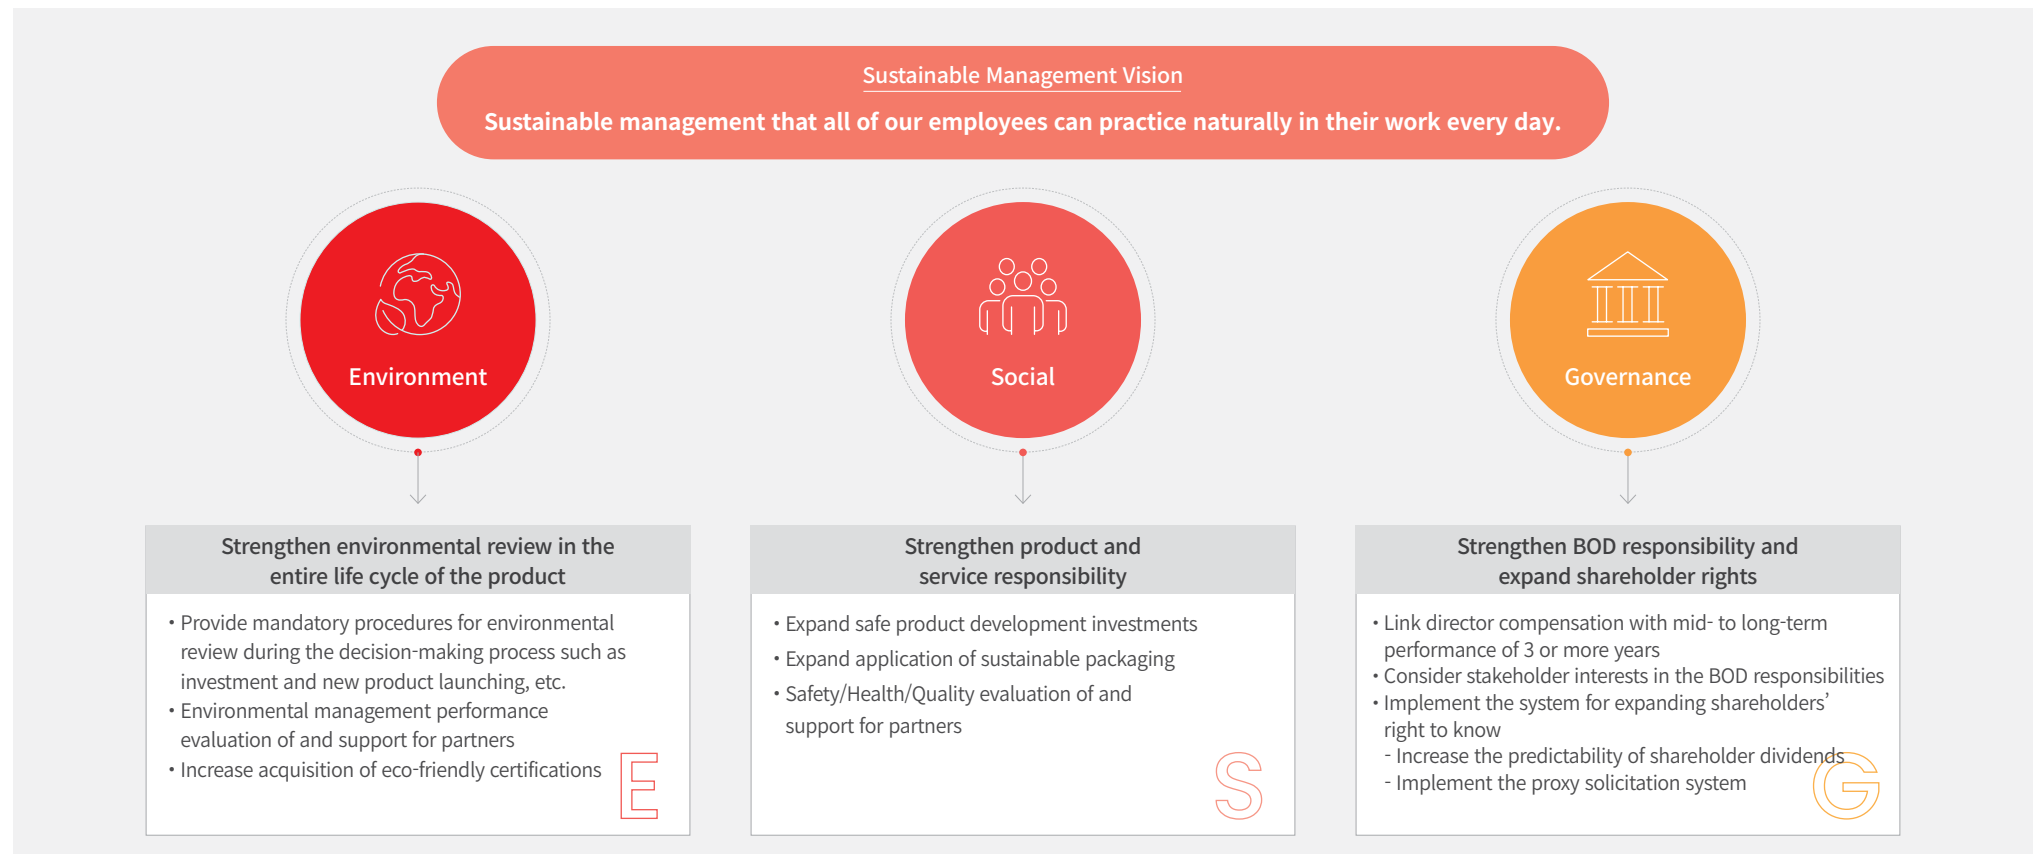 Sustainable Management Vision
Sustainable management that all of our employees can practice naturally in their work every day.
Environment
Strengthen environmental review in the
entire life cycle of the product
• Provide mandatory procedures for environmental
review during the decision-making process such as
investment and new product launching, etc.
• Environmental management performance
evaluation of and support for partners
• Increase acquisition of eco-friendly certifications
E
Social
Strengthen product and
service responsibility
• Expand safe product development investments
• Expand application of sustainable packaging
• Safety/Health/Quality evaluation of and
support for partners
S
Governance
Strengthen BOD responsibility and
expand shareholder rights
• Link director compensation with mid- to long-term
performance of 3 or more years
• Consider stakeholder interests in the BOD responsibilities
• Implement the system for expanding shareholders’
right to know
- Increase the predictability of shareholder dividends
- Implement the proxy solicitation system
G